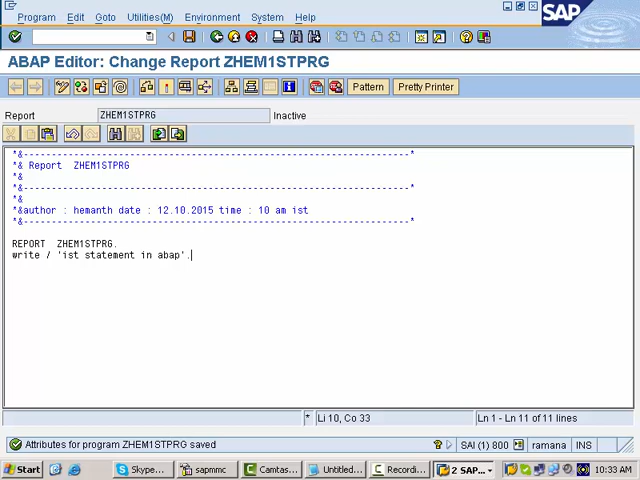 Program Edit Goto Utilities(M) Environment System Help
SAP
ABAP Editor: Change Report ZHEM1STPRG
Pattern Pretty Printer
Report ZHEM1STPRG Inactive
*&---------------------------------------------------------------------*
*& Report  ZHEM1STPRG
*&
*&---------------------------------------------------------------------*
*&
*&author : hemanth date : 12.10.2015 time : 10 am ist
*&---------------------------------------------------------------------*
REPORT  ZHEM1STPRG.
write / 'ist statement in abap'.
* Li 10, Co 33 Ln 1 - Ln 11 of 11 lines
Attributes for program ZHEM1STPRG saved SAI (1) 800 ramana INS
Start Skype... sapmmc Camtas... Untitled... Recordi... 2 SAP... 10:33 AM